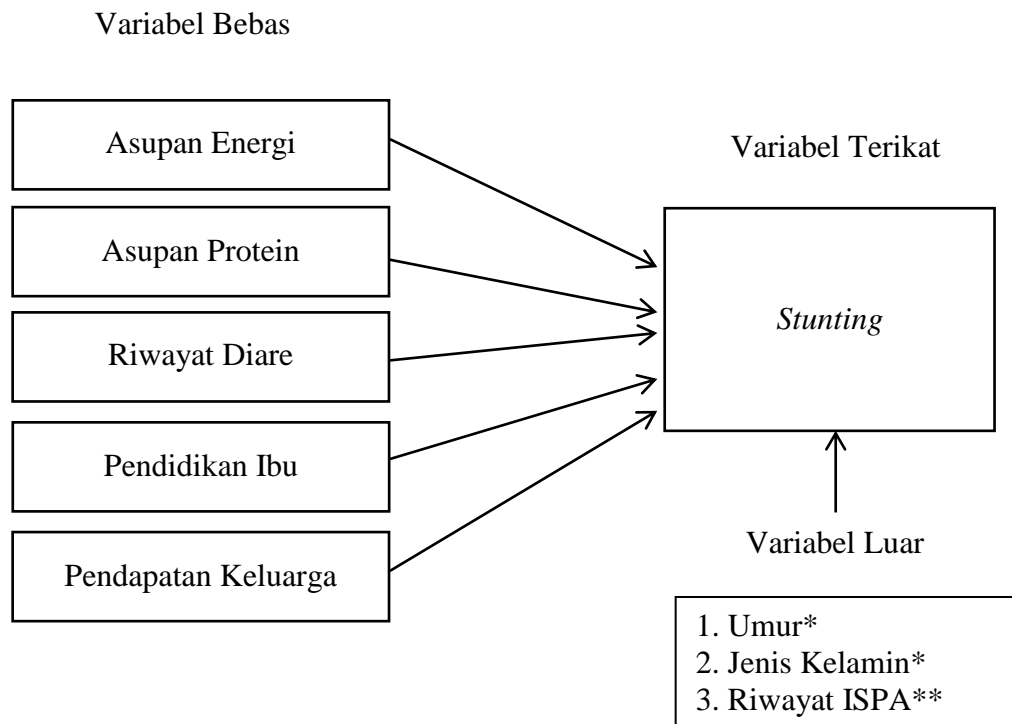 Variabel Bebas
Asupan Energi
Asupan Protein
Riwayat Diare
Pendidikan Ibu
Pendapatan Keluarga
Variabel Terikat
Stunting
Variabel Luar
1. Umur*
2. Jenis Kelamin*
3. Riwayat ISPA**